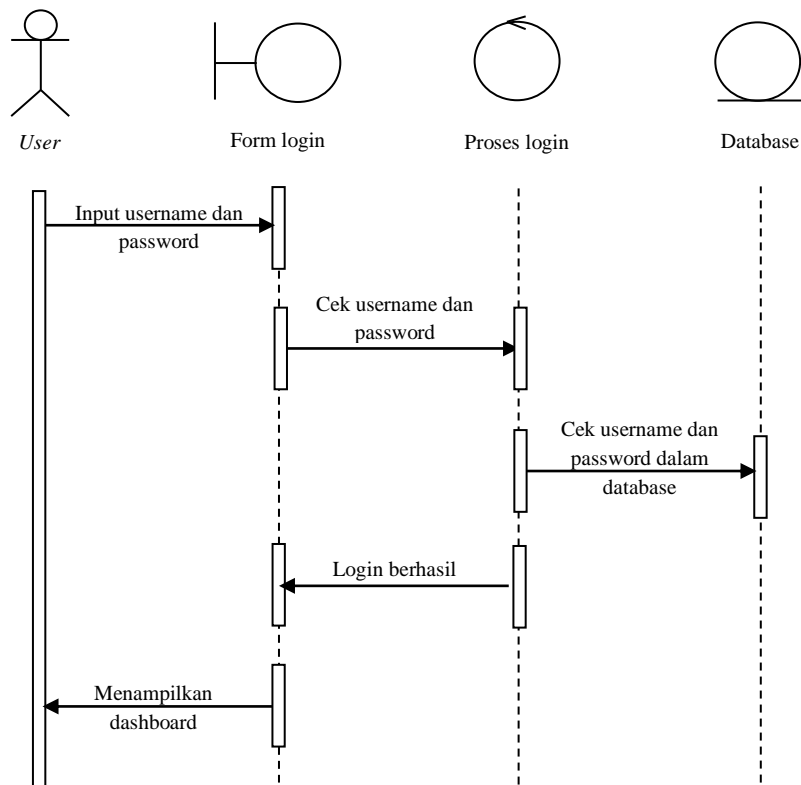 User
Form login
Proses login
Database
Input username dan
password
Cek username dan
password
Cek username dan
password dalam
database
Login berhasil
Menampilkan
dashboard